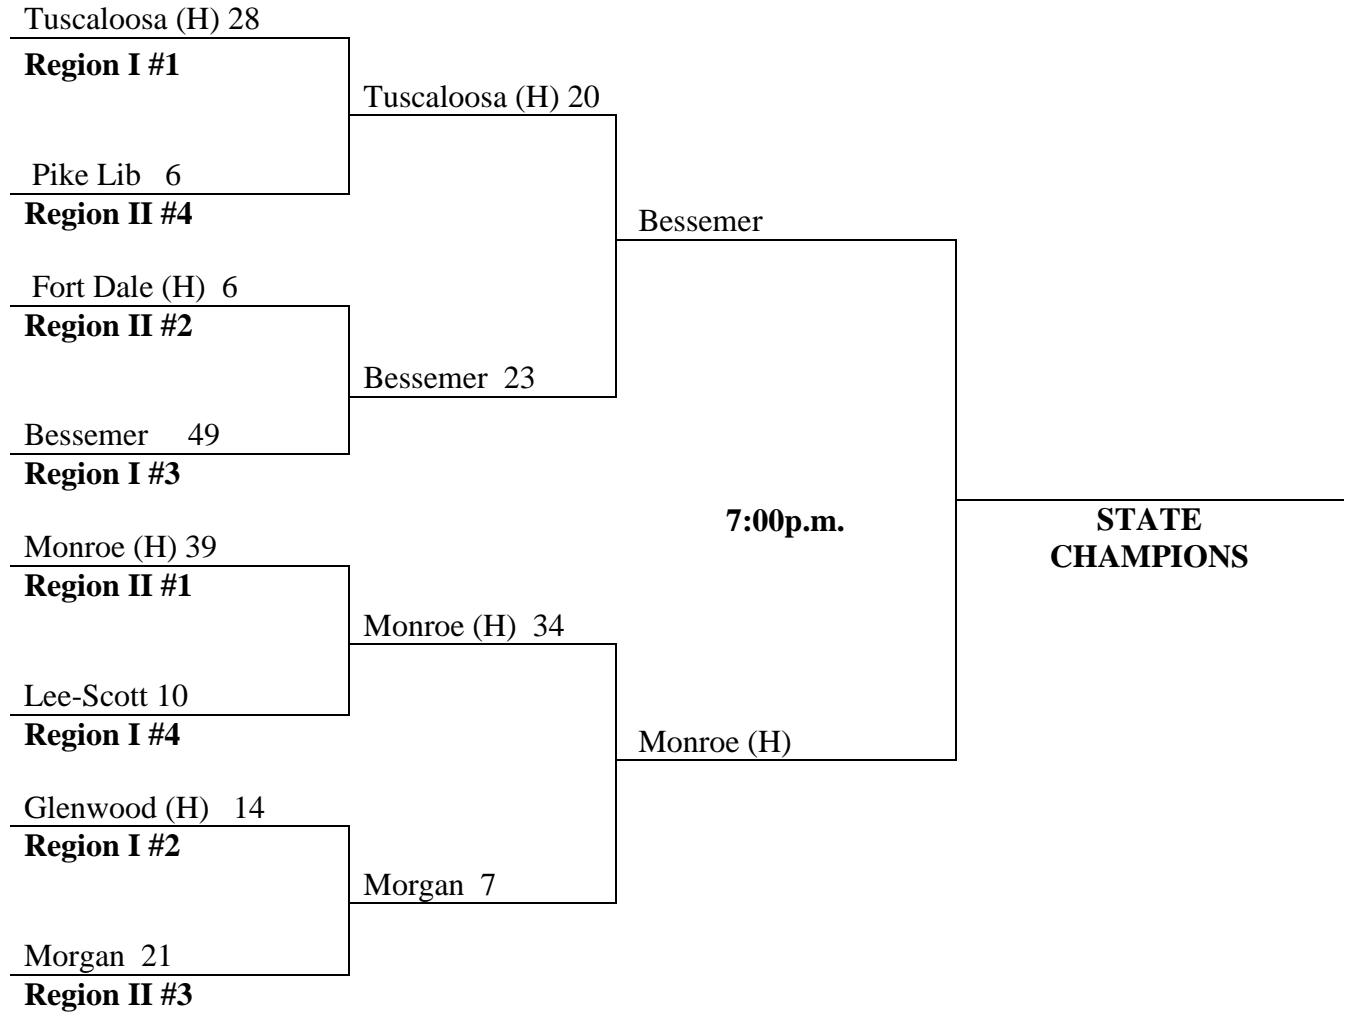 Tuscaloosa (H) 28
Region I #1
Tuscaloosa (H) 20
Pike Lib 6
Region II #4
Bessemer
Fort Dale (H) 6
Region II #2
Bessemer 23
Bessemer 49
Region I #3
7:00p.m.
STATE
CHAMPIONS
Monroe (H) 39
Region II #1
Monroe (H) 34
Lee-Scott 10
Region I #4
Monroe (H)
Glenwood (H) 14
Region I #2
Morgan 7
Morgan 21
Region II #3